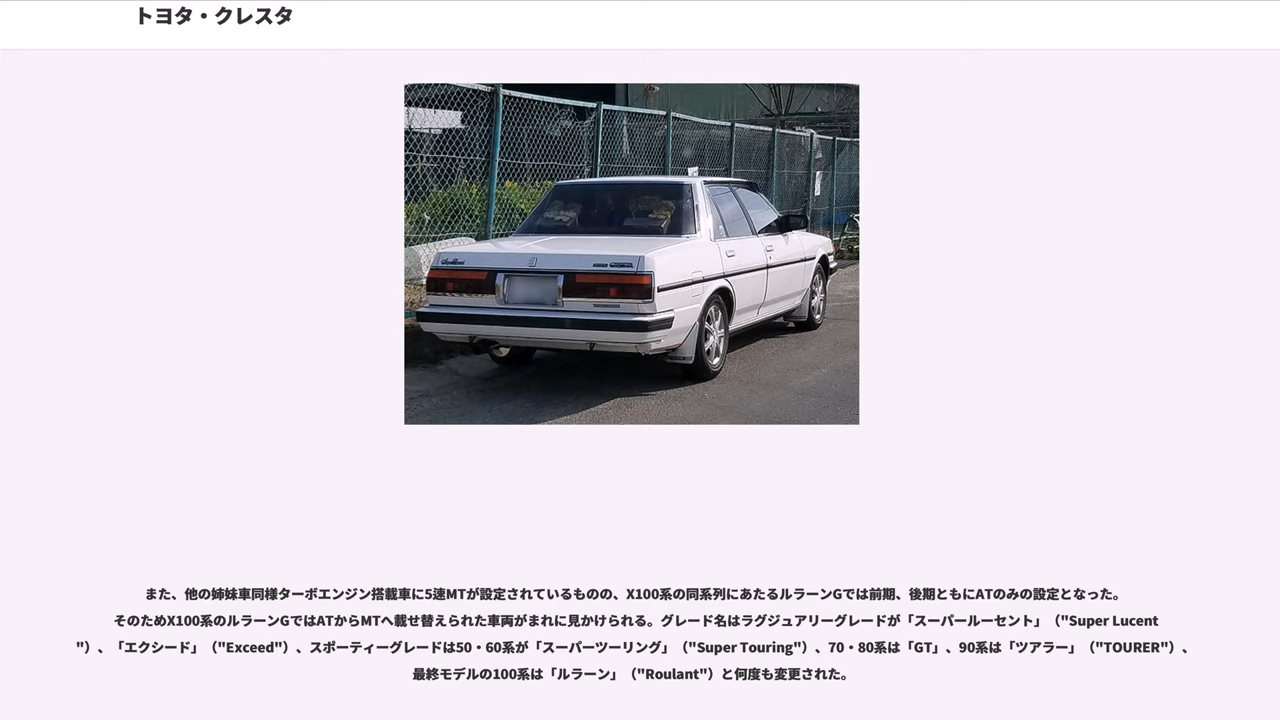 トヨタ・クレスタ
また、他の姉妹車同様ターボエンジン搭載車に5速MTが設定されているものの、X100系の同系列にあたるルラーンGでは前期、後期ともにATのみの設定となった。
そのためX100系のルラーンGではATからMTへ載せ替えられた車両がまれに見かけられる。グレード名はラグジュアリーグレードが「スーパールーセント」（"Super Lucent
"）、「エクシード」（"Exceed"）、スポーティーグレードは50・60系が「スーパーツーリング」（"Super Touring"）、70・80系は「GT」、90系は「ツアラー」（"TOURER"）、
最終モデルの100系は「ルラーン」（"Roulant"）と何度も変更された。